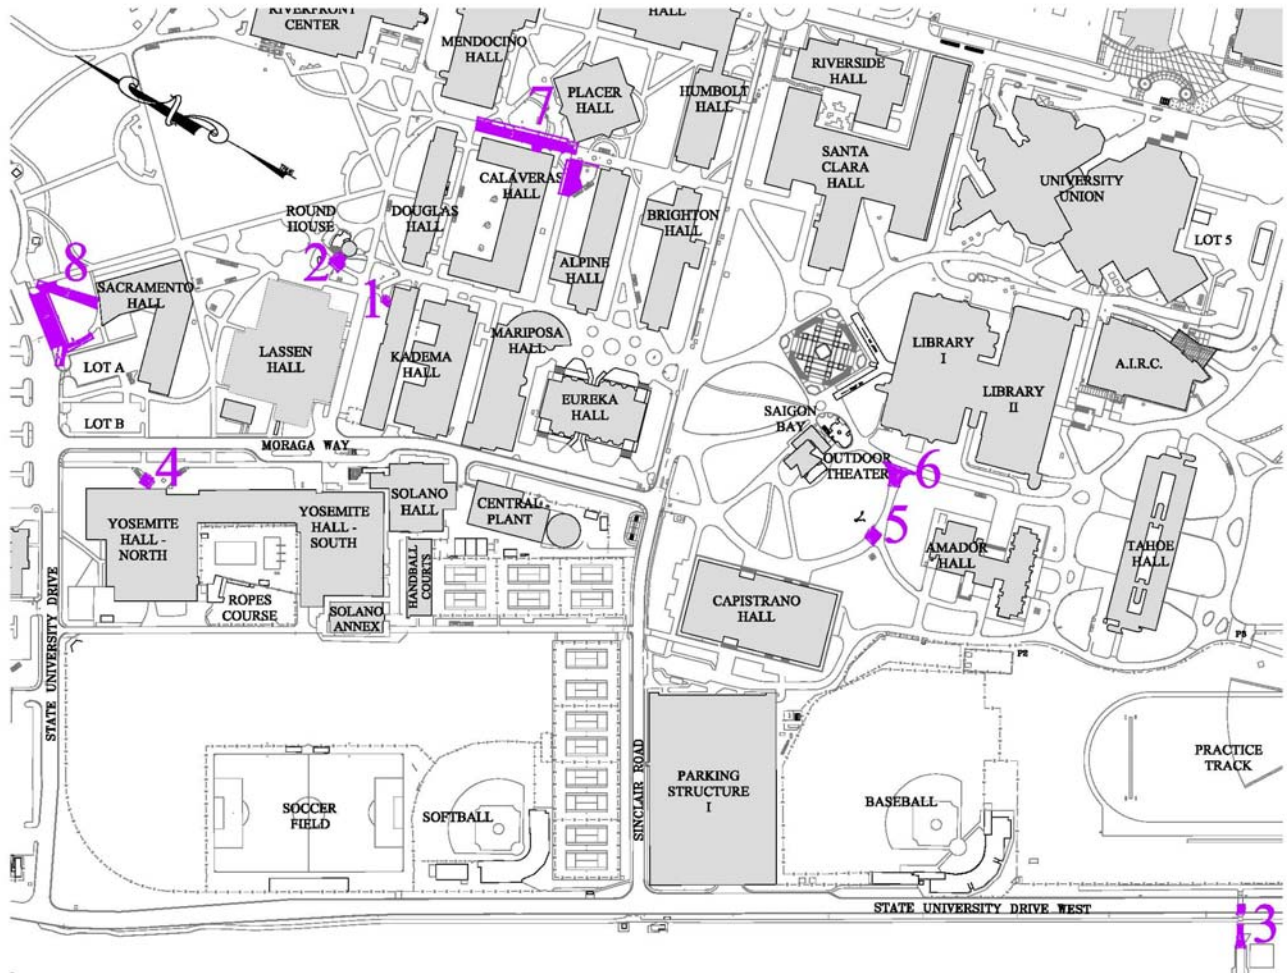 RIVERFRONT
CENTER
MENDOCINO
HALL
HALL
7
PLACER
HALL
HUMBOLT
HALL
RIVERSIDE
HALL
SANTA
CLARA
HALL
UNIVERSITY
UNION
LOT 5
CALAVERAS
HALL
ROUND
HOUSE
DOUGLAS
HALL
BRIGHTON
HALL
ALPINE
HALL
2
8
SACRAMENTO
HALL
1
LASSEN
HALL
KADEMA
HALL
MARIPOSA
HALL
LIBRARY
I
LIBRARY
II
A.I.R.C.
LOT A
LOT B
EUREKA
HALL
SAIGON
BAY
OUTDOOR
THEATER
6
MORAGA WAY
4
SOLANO
HALL
CENTRAL
PLANT
5
YOSEMITE
HALL -
NORTH
YOSEMITE
HALL -
SOUTH
AMADOR
HALL
TAHOE
HALL
HANDBALL
COURTS
ROPES
COURSE
SOLANO
ANNEX
CAPISTRANO
HALL
P2
P3
STATE UNIVERSITY DRIVE
SINCLAIR ROAD
PARKING
STRUCTURE
I
PRACTICE
TRACK
SOCCER
FIELD
SOFTBALL
BASEBALL
STATE UNIVERSITY DRIVE WEST
3